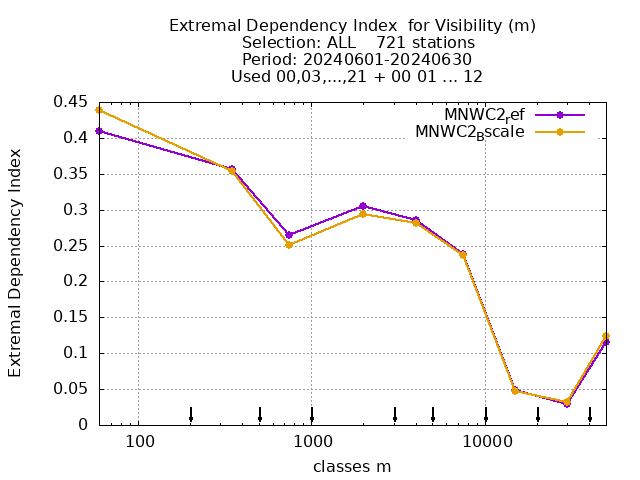 Extremal Dependency Index  for Visibility (m)
Selection: ALL    721 stations
Period: 20240601-20240630
Used 00,03,...,21 + 00 01 ... 12
MNWC2ref
MNWC2Bscale
0.45
0.4
0.35
0.3
0.25
0.2
0.15
0.1
0.05
0
Extremal Dependency Index
100
1000
10000
classes m